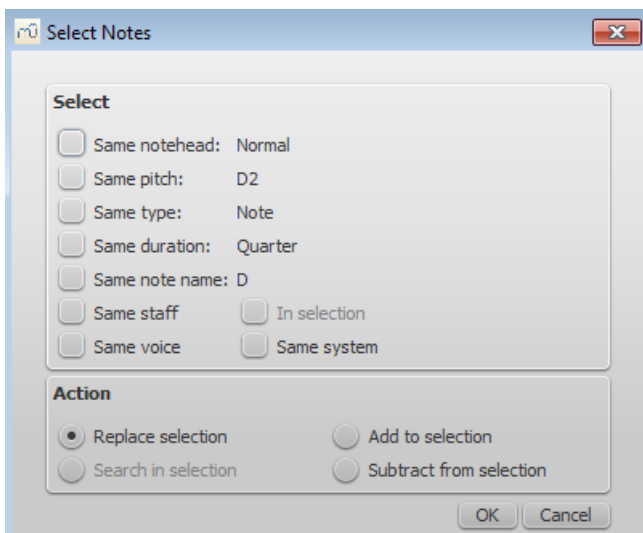 Select Notes
Select
Same notehead: Normal
Same pitch: D2
Same type: Note
Same duration: Quarter
Same note name: D
Same staff In selection
Same voice Same system
Action
Replace selection Add to selection
Search in selection Subtract from selection
OK Cancel